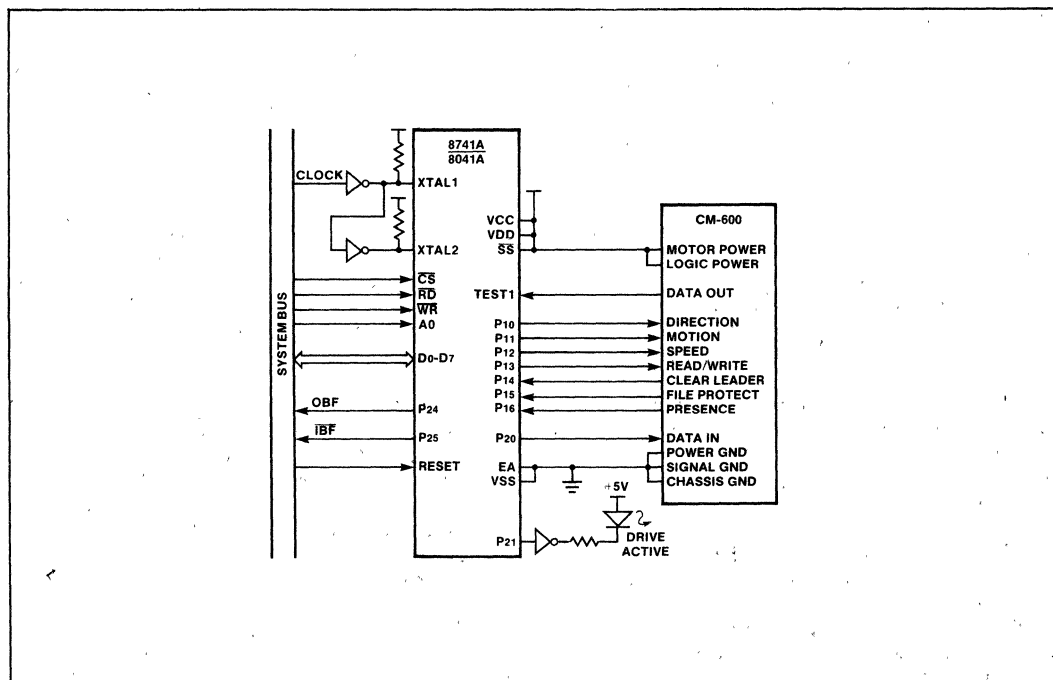 SYSTEM BUS
CLOCK
OBF
IBF
8741A
8041A
XTAL1
XTAL2
CS
RD
WR
A0
D0-D7
P24
P25
RESET
VCC
VDD
SS
TEST1
P10
P11
P12
P13
P14
P15
P16
P20
EA
VSS
P21
+5V
DRIVE
ACTIVE
CM-600
MOTOR POWER
LOGIC POWER
DATA OUT
DIRECTION
MOTION
SPEED
READ/WRITE
CLEAR LEADER
FILE PROTECT
PRESENCE
DATA IN
POWER GND
SIGNAL GND
CHASSIS GND